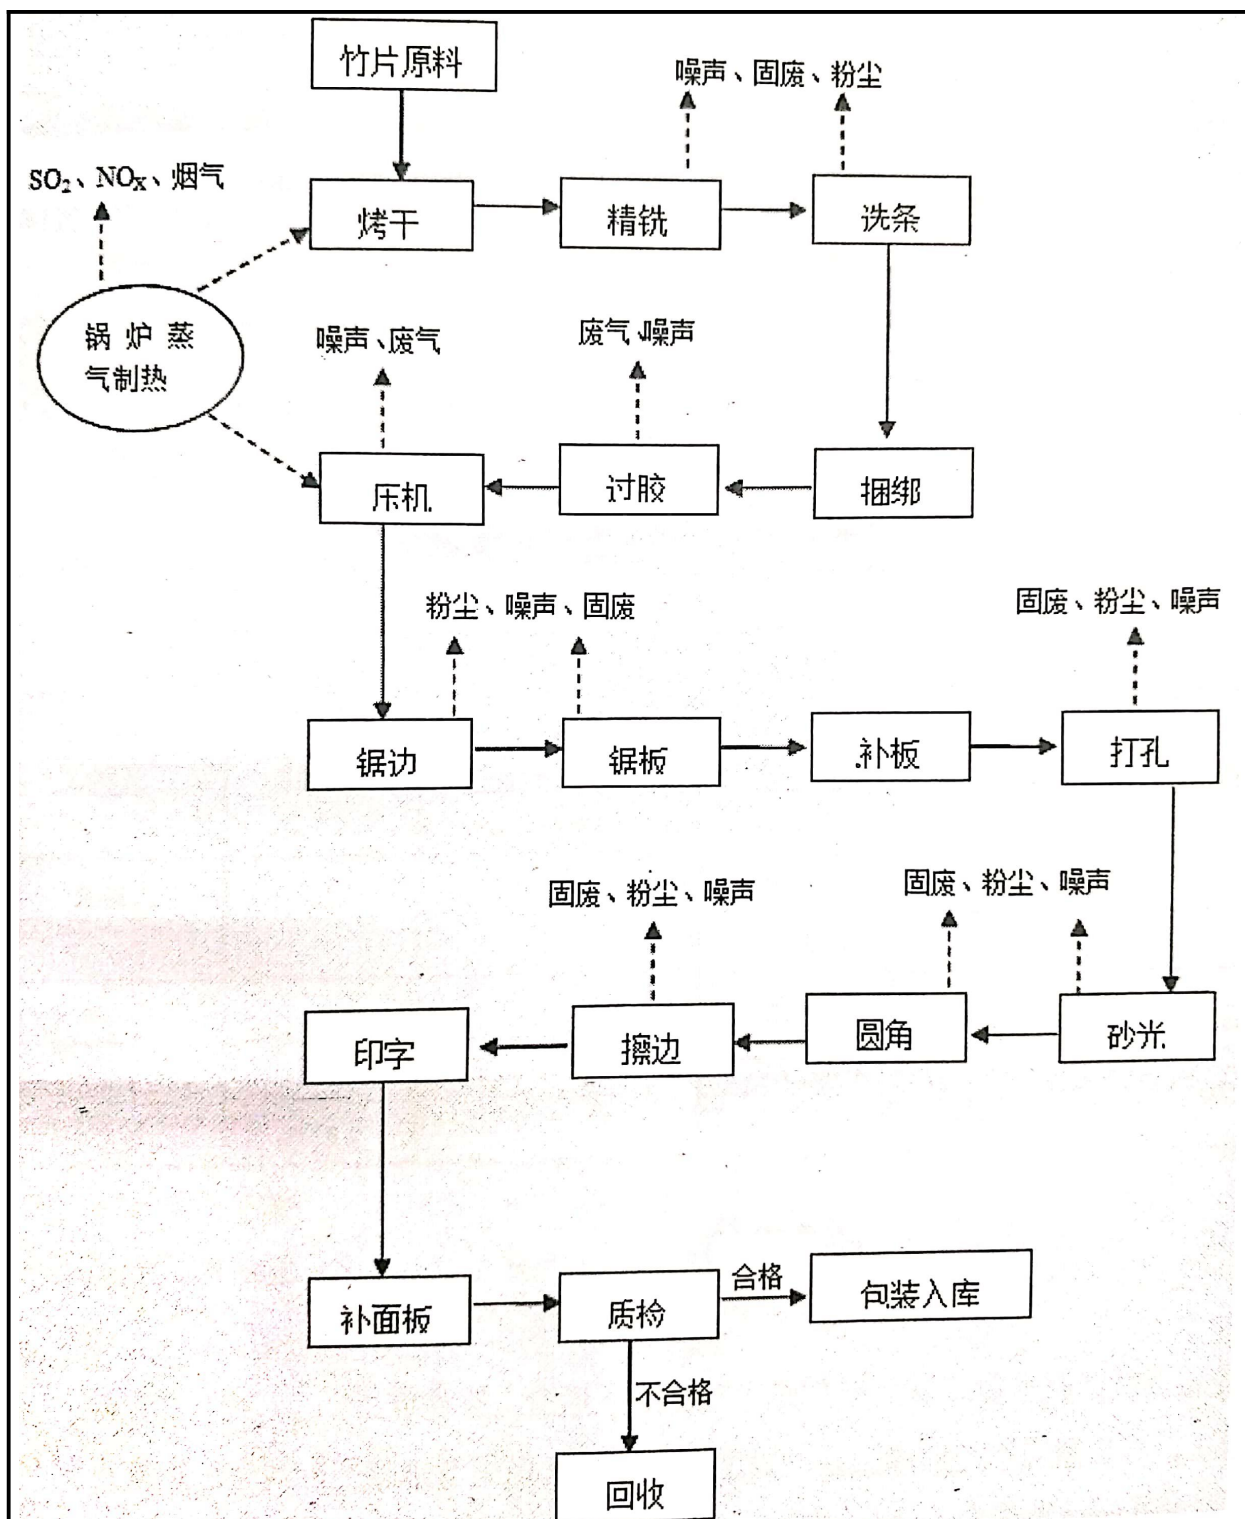 竹片原料
噪声、固废、粉尘
SO₂、NOX、烟气
烤干
精铣
选条
锅炉蒸
气制热
噪声、废气
废气、噪声
压机
过胶
捆绑
粉尘、噪声、固废
固废、粉尘、噪声
锯边
锯板
补板
打孔
固废、粉尘、噪声
固废、粉尘、噪声
印字
擦边
圆角
砂光
补面板
质检
合格
包装入库
不合格
回收